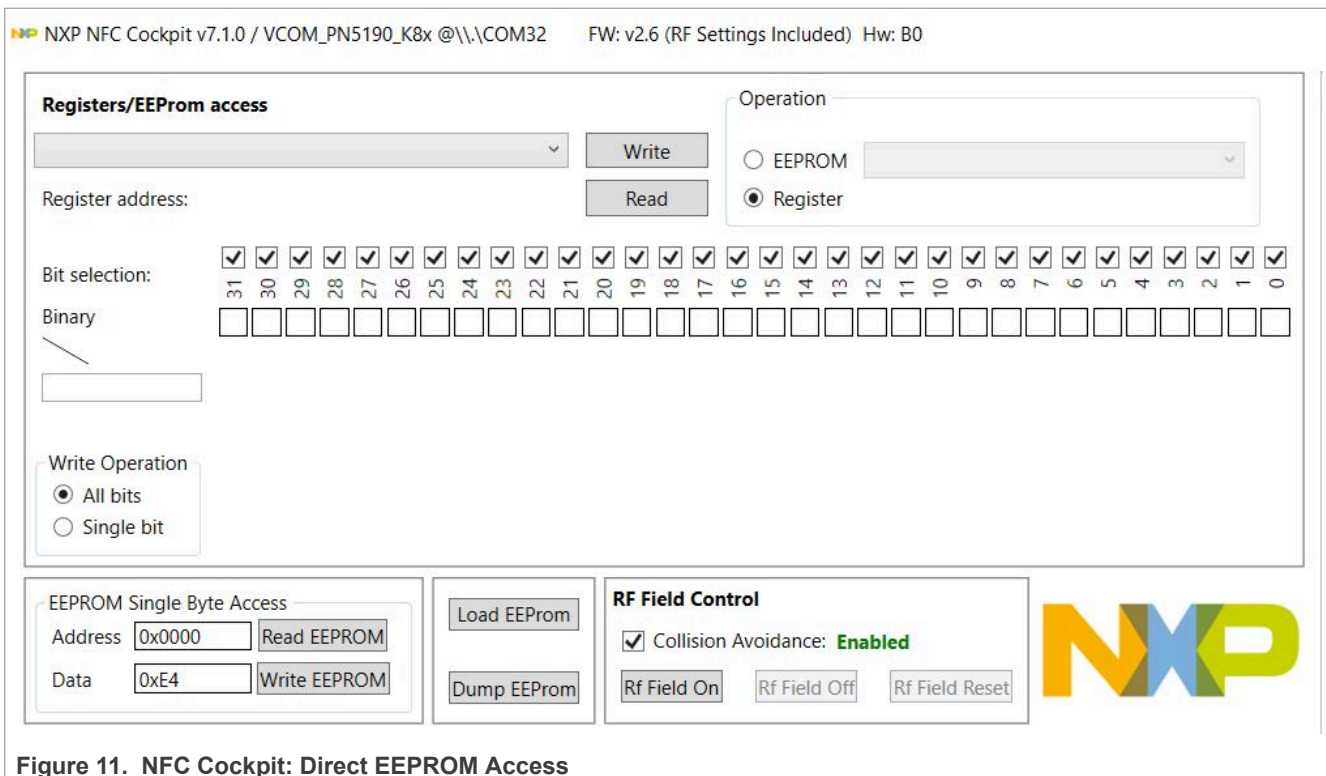 NXP NXP NFC Cockpit v7.1.0 / VCOM_PN5190_K8x @\\.\COM32 FW: v2.6 (RF Settings Included) Hw: B0
Registers/EEProm access
Operation
Write
EEPROM
Register address:
Read
Register
Bit selection:
31 30 29 28 27 26 25 24 23 22 21 20 19 18 17 16 15 14 13 12 11 10 9 8 7 6 5 4 3 2 1 0
Binary
Write Operation
All bits
Single bit
EEPROM Single Byte Access
Address 0x0000 Read EEPROM
Data 0xE4 Write EEPROM
Load EEProm
Dump EEProm
RF Field Control
Collision Avoidance: Enabled
Rf Field On Rf Field Off Rf Field Reset
NXP
Figure 11. NFC Cockpit: Direct EEPROM Access